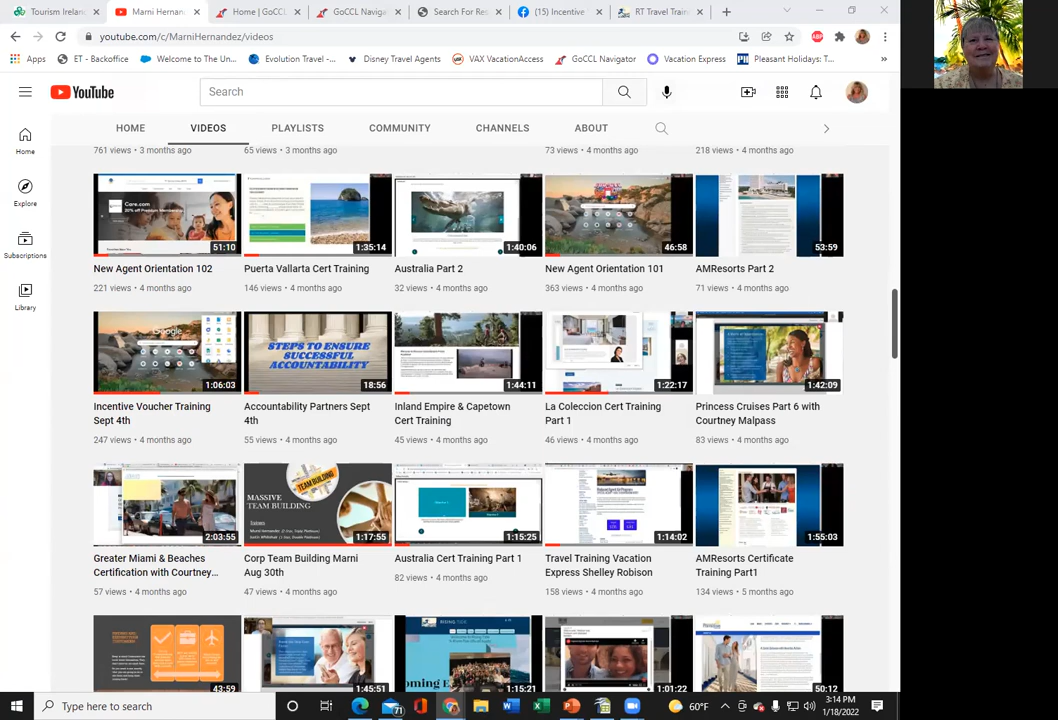 Tourism Irelan
Marni Hernan
Home | GoCCL
GoCCL Naviga
Search For Res
(15) Incentive
RT Travel Train
youtube.com/c/MarniHernandez/videos
ABP
Apps
ET - Backoffice
Welcome to The Un...
Evolution Travel -...
Disney Travel Agents
VAX VacationAccess
GoCCL Navigator
Vacation Express
Pleasant Holidays: T...
YouTube
Search
HOME VIDEOS PLAYLISTS COMMUNITY CHANNELS ABOUT
Home
Explore
Subscriptions
Library
761 views • 3 months ago
65 views • 3 months ago
73 views • 4 months ago
218 views • 4 months ago
Care.com
51:10
1:35:14
1:40:06
46:58
53:59
New Agent Orientation 102
221 views • 4 months ago
Puerta Vallarta Cert Training
146 views • 4 months ago
Australia Part 2
32 views • 4 months ago
New Agent Orientation 101
363 views • 4 months ago
AMResorts Part 2
71 views • 4 months ago
Google
STEPS TO ENSURE
SUCCESSFUL
ACCOUNTABILITY
1:06:03
18:56
1:44:11
1:22:17
1:42:09
Incentive Voucher Training
Sept 4th
247 views • 4 months ago
Accountability Partners Sept
4th
55 views • 4 months ago
Inland Empire & Capetown
Cert Training
45 views • 4 months ago
La Coleccion Cert Training
Part 1
46 views • 4 months ago
Princess Cruises Part 6 with
Courtney Malpass
83 views • 4 months ago
MASSIVE
TEAM BUILDING
TEAM BUILDING
2:03:55
1:17:55
1:15:25
1:14:02
1:55:03
Greater Miami & Beaches
Certification with Courtney...
57 views • 4 months ago
Corp Team Building Marni
Aug 30th
47 views • 4 months ago
Australia Cert Training Part 1
82 views • 4 months ago
Travel Training Vacation
Express Shelley Robison
158 views • 4 months ago
AMResorts Certificate
Training Part1
134 views • 5 months ago
43:59
1:45:51
1:15:21
1:01:22
50:12
Type here to search
71
60°F
3:14 PM
1/18/2022